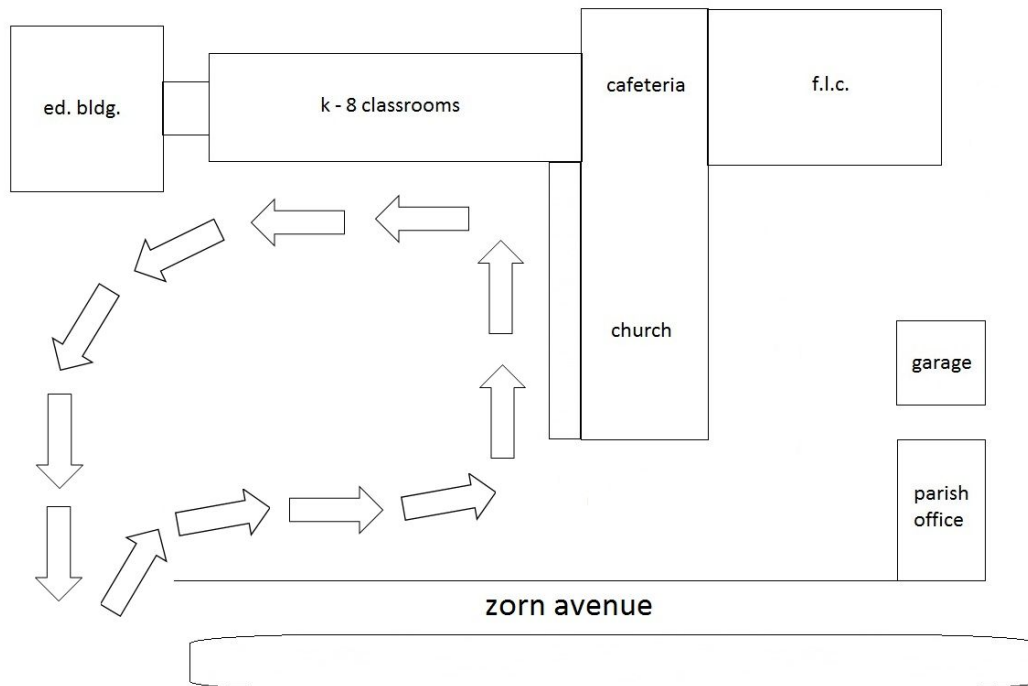 ed. bldg.
k - 8 classrooms
cafeteria
f.l.c.
church
garage
parish
office
zorn avenue